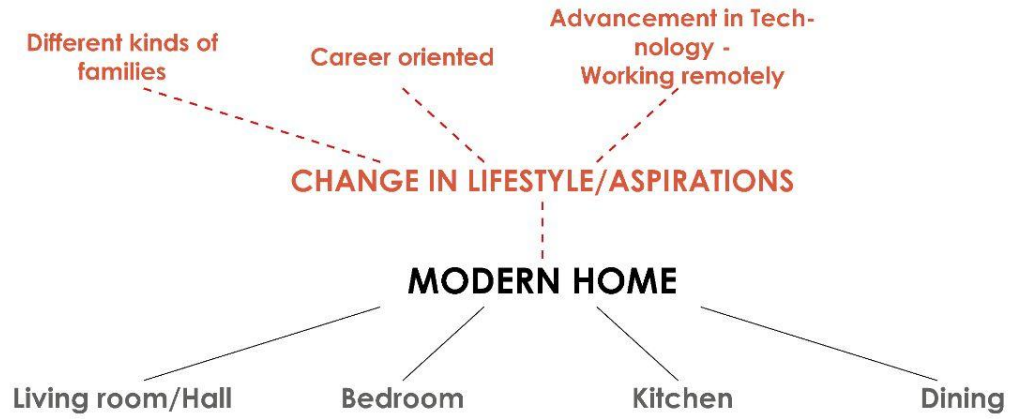 Different kinds of
families
Career oriented
Advancement in Tech-
nology -
Working remotely
CHANGE IN LIFESTYLE/ASPIRATIONS
MODERN HOME
Living room/Hall
Bedroom
Kitchen
Dining